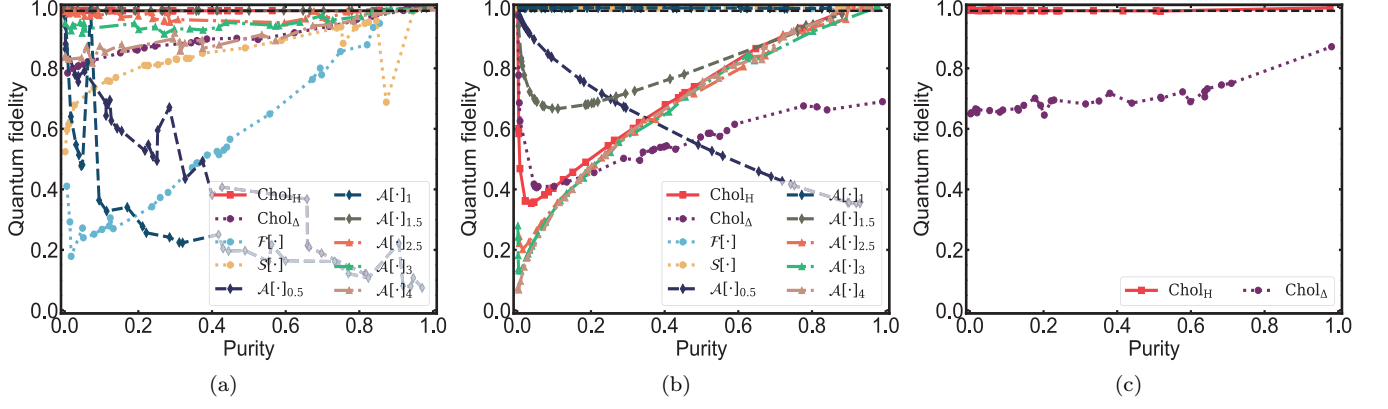 Quantum fidelity
1.0
0.8
0.6
0.4
0.2
0.0
0.0 0.2 0.4 0.6 0.8 1.0
Purity
Chol_H
Chol_Δ
ℱ[·]
𝒮[·]
𝒜[·]_0.5
𝒜[·]_1
𝒜[·]_1.5
𝒜[·]_2.5
𝒜[·]_3
𝒜[·]_4
(a)
Quantum fidelity
1.0
0.8
0.6
0.4
0.2
0.0
0.0 0.2 0.4 0.6 0.8 1.0
Purity
Chol_H
Chol_Δ
ℱ[·]
𝒮[·]
𝒜[·]_0.5
𝒜[·]_1
𝒜[·]_1.5
𝒜[·]_2.5
𝒜[·]_3
𝒜[·]_4
(b)
Quantum fidelity
1.0
0.8
0.6
0.4
0.2
0.0
0.0 0.2 0.4 0.6 0.8 1.0
Purity
Chol_H Chol_Δ
(c)